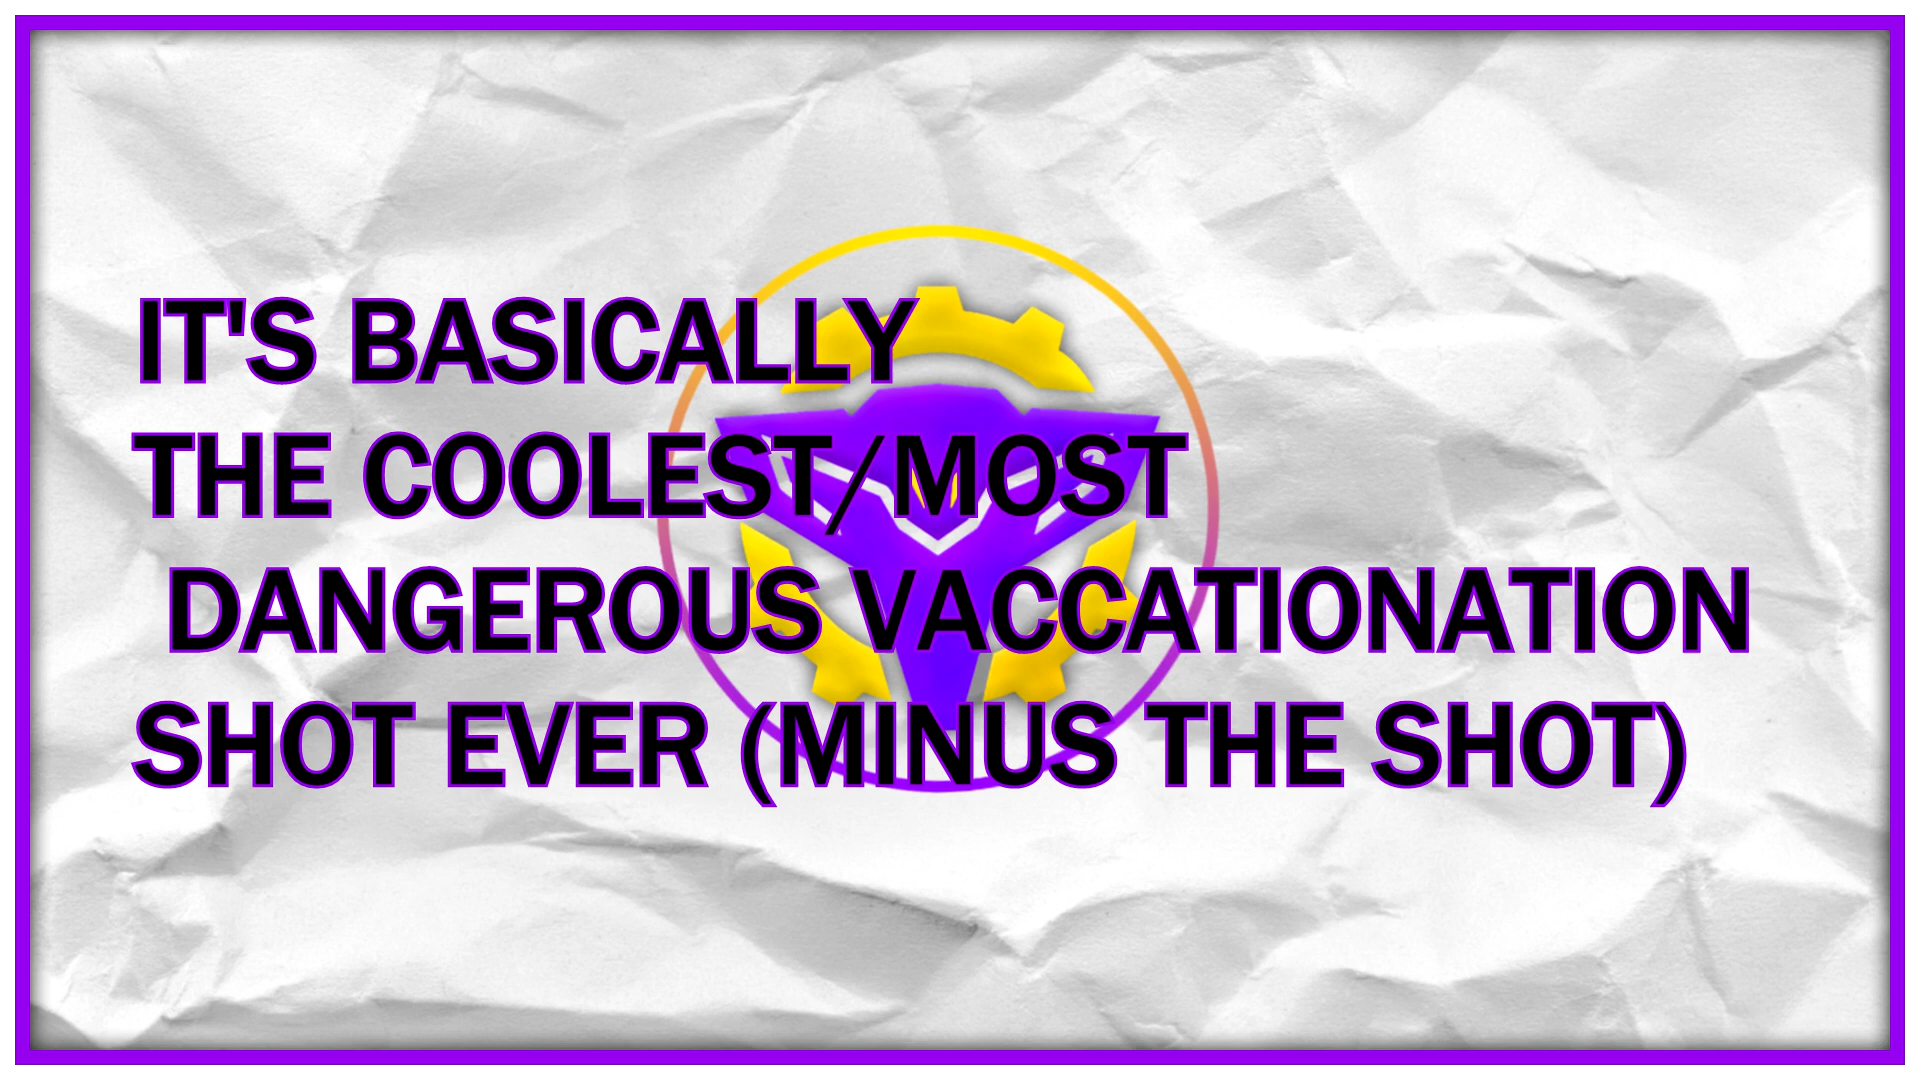 IT'S BASICALLY
THE COOLEST/MOST
DANGEROUS VACCATIONATION
SHOT EVER (MINUS THE SHOT)